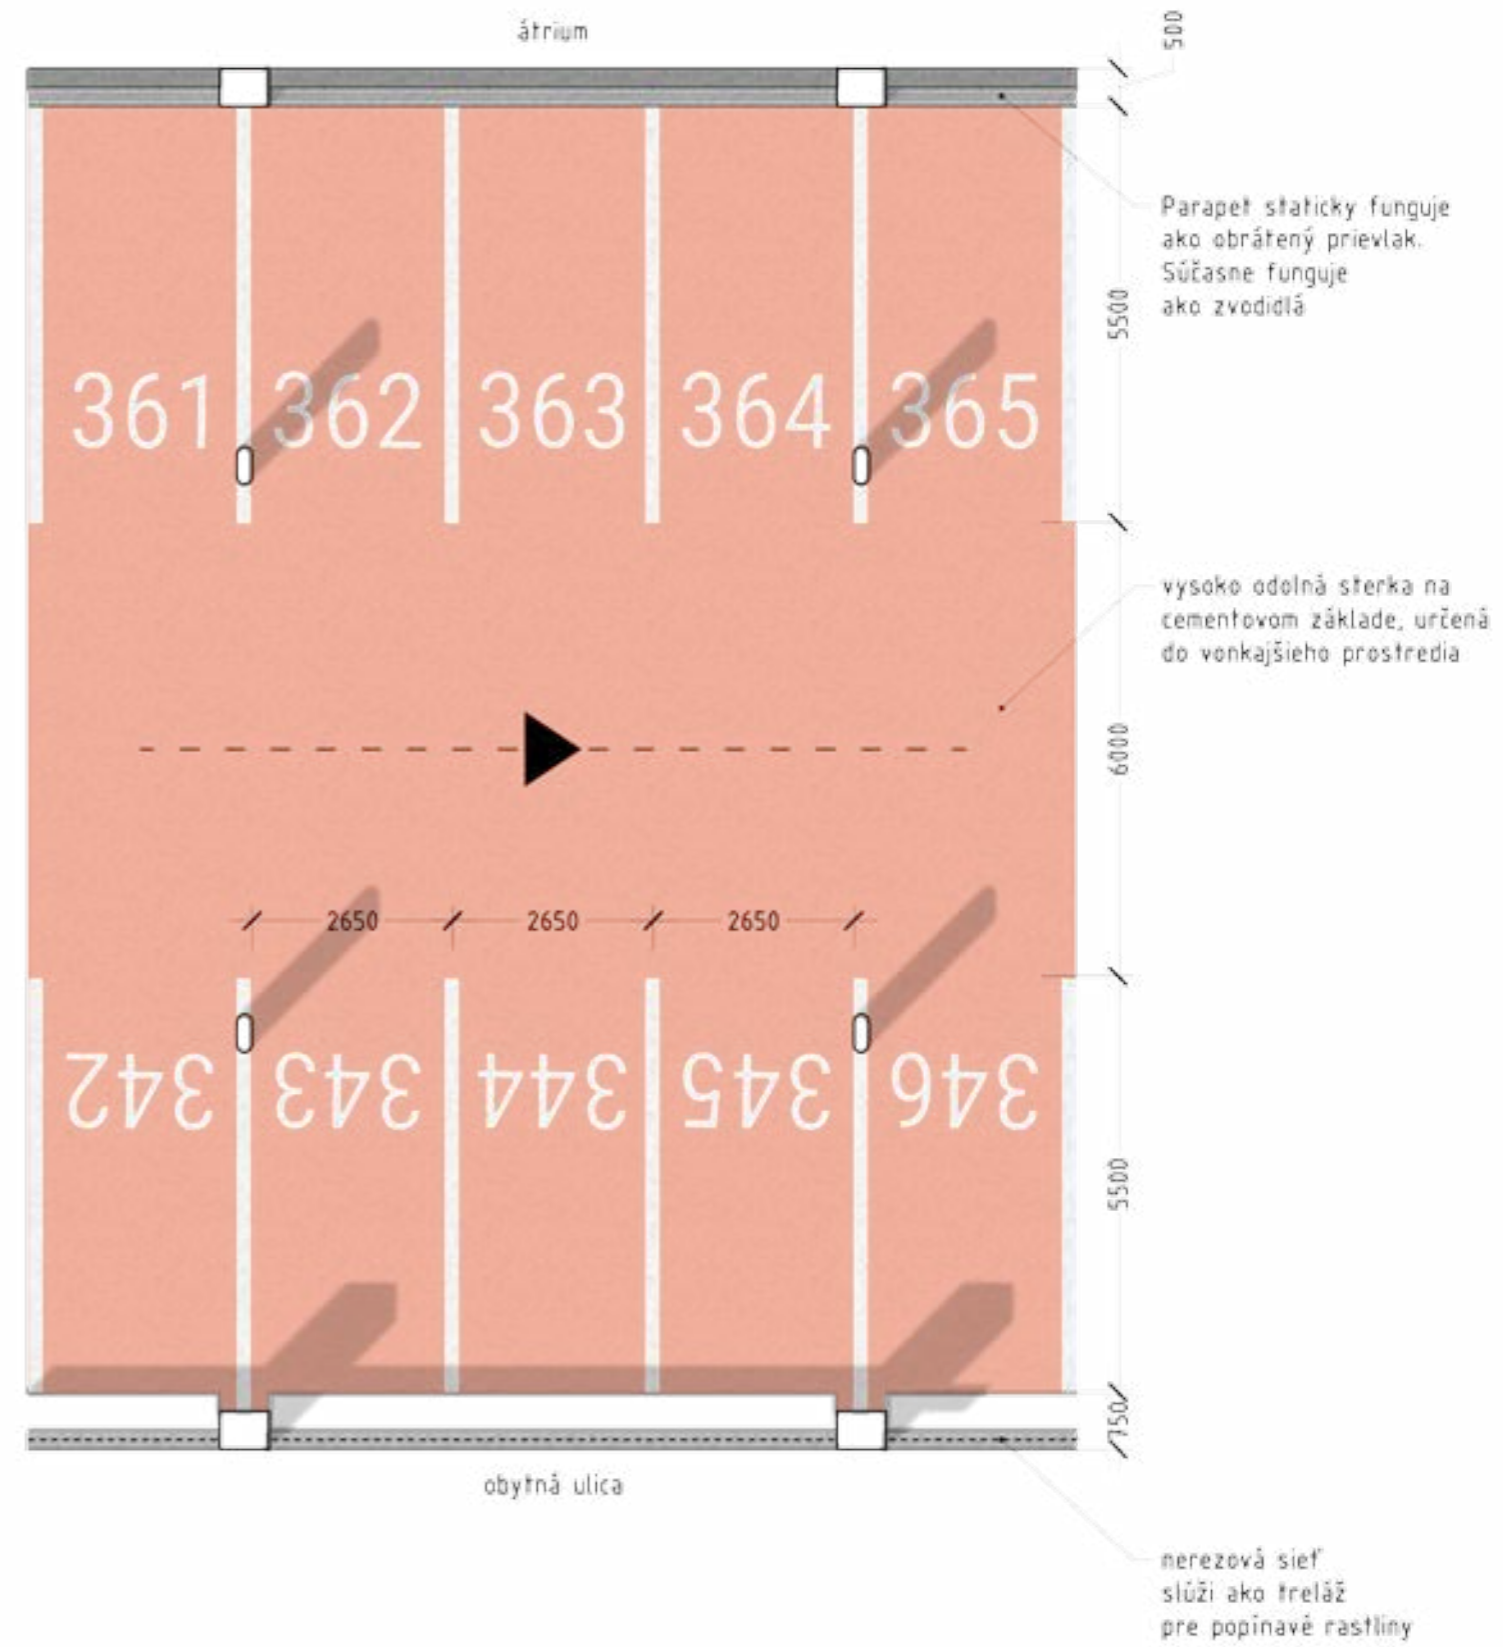 átrium
500
Parapet staticky funguje
ako obrátený prievlak.
Súčasne funguje
ako zvodidlá
5500
361 362 363 364 365
vysoko odolná sterka na
cementovom základe, určená
do vonkajšieho prostredia
6000
2650 2650 2650
342 343 344 345 346
5500
750
obytná ulica
nerezová sieť
slúži ako treláž
pre popínavé rastliny